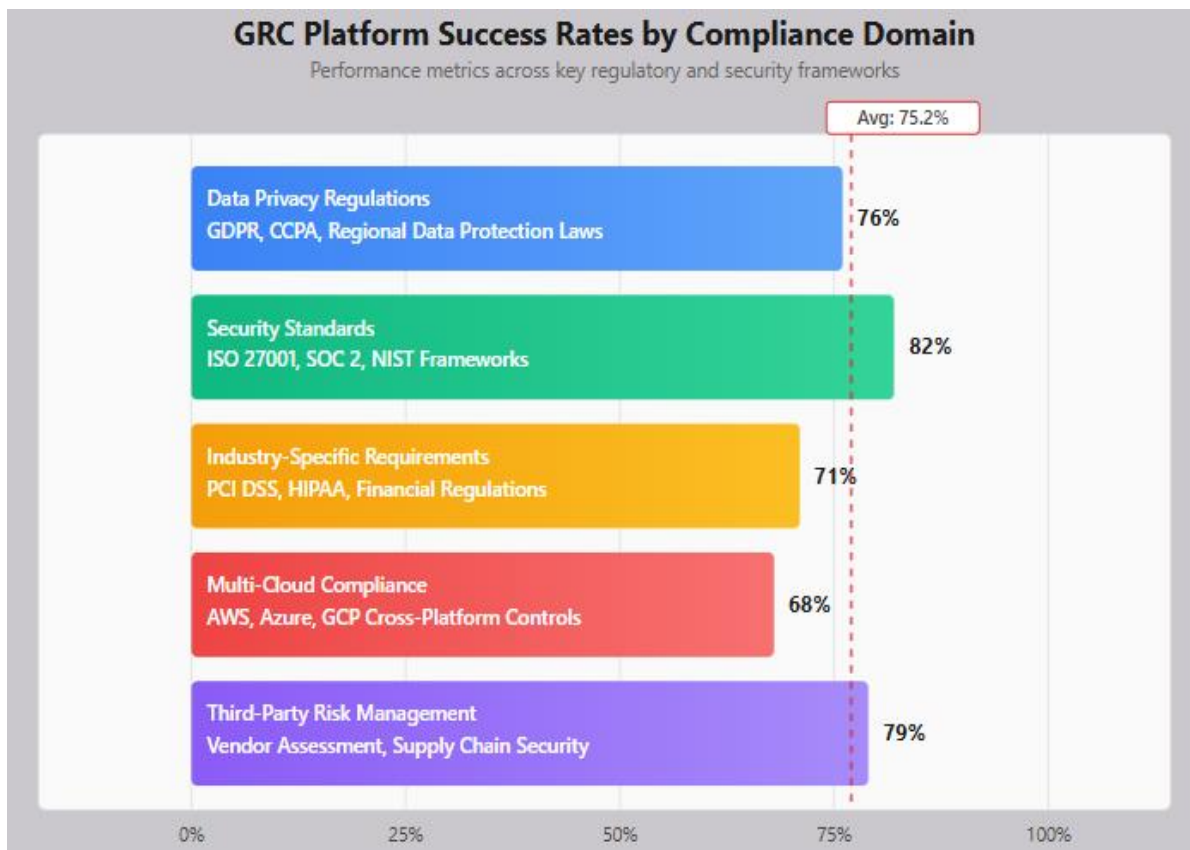 GRC Platform Success Rates by Compliance Domain
Performance metrics across key regulatory and security frameworks
Avg: 75.2%
Data Privacy Regulations
GDPR, CCPA, Regional Data Protection Laws
76%
Security Standards
ISO 27001, SOC 2, NIST Frameworks
82%
Industry-Specific Requirements
PCI DSS, HIPAA, Financial Regulations
71%
Multi-Cloud Compliance
AWS, Azure, GCP Cross-Platform Controls
68%
Third-Party Risk Management
Vendor Assessment, Supply Chain Security
79%
0% 25% 50% 75% 100%